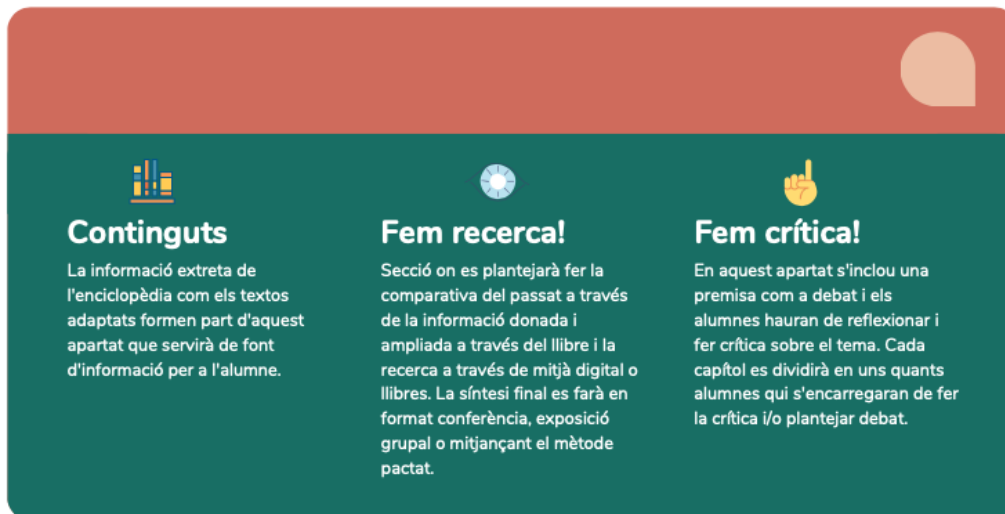 Continguts
La informació extreta de
l'enciclopèdia com els textos
adaptats formen part d'aquest
apartat que servirà de font
d'informació per a l'alumne.
Fem recerca!
Secció on es plantejarà fer la
comparativa del passat a través
de la informació donada i
ampliada a través del llibre i la
recerca a través de mitjà digital o
llibres. La síntesi final es farà en
format conferència, exposició
grupal o mitjançant el mètode
pactat.
Fem crítica!
En aquest apartat s'inclou una
premisa com a debat i els
alumnes hauran de reflexionar i
fer crítica sobre el tema. Cada
capítol es dividirà en uns quants
alumnes qui s'encarregaran de fer
la crítica i/o plantejar debat.